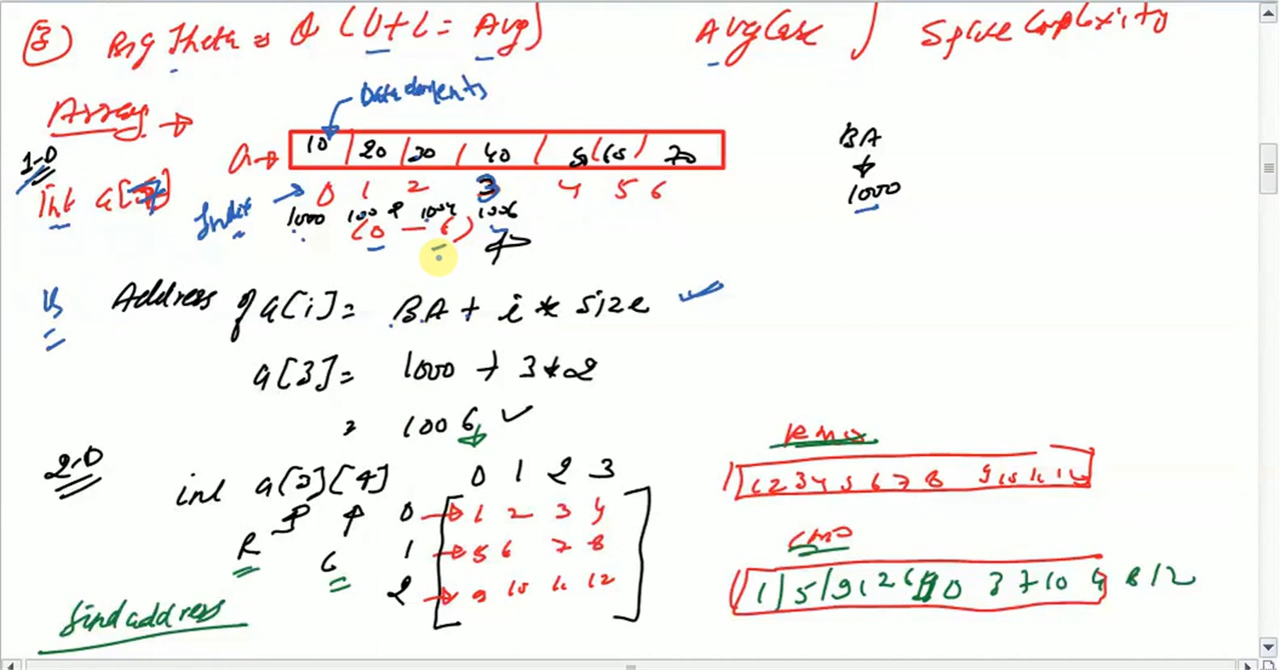 (3) Big Theta = θ (U+L = Avg) AvgCase ) Space Complexity
Data elements
Array →
1-D
a→ 10 | 20 | 30 | 40 | 50 | 60 | 70
BA
↓
1000
Int a[7]
Index → 0 1 2 3 4 5 6
1000 1002 1004 1006
(0 — 6)
Address of a[i] = BA + i * size ✓
a[3] = 1000 + 3*2
= 1006 ✓
2-D
int a[3][4]
R C
0 1 2 3
0 → 1 2 3 4
1 → 5 6 7 8
2 → 9 10 11 12
RMO
1 2 3 4 5 6 7 8 9 10 11 12
CMO
1 | 5 | 9 | 2 6 10 3 7 10 4 8 12
find address